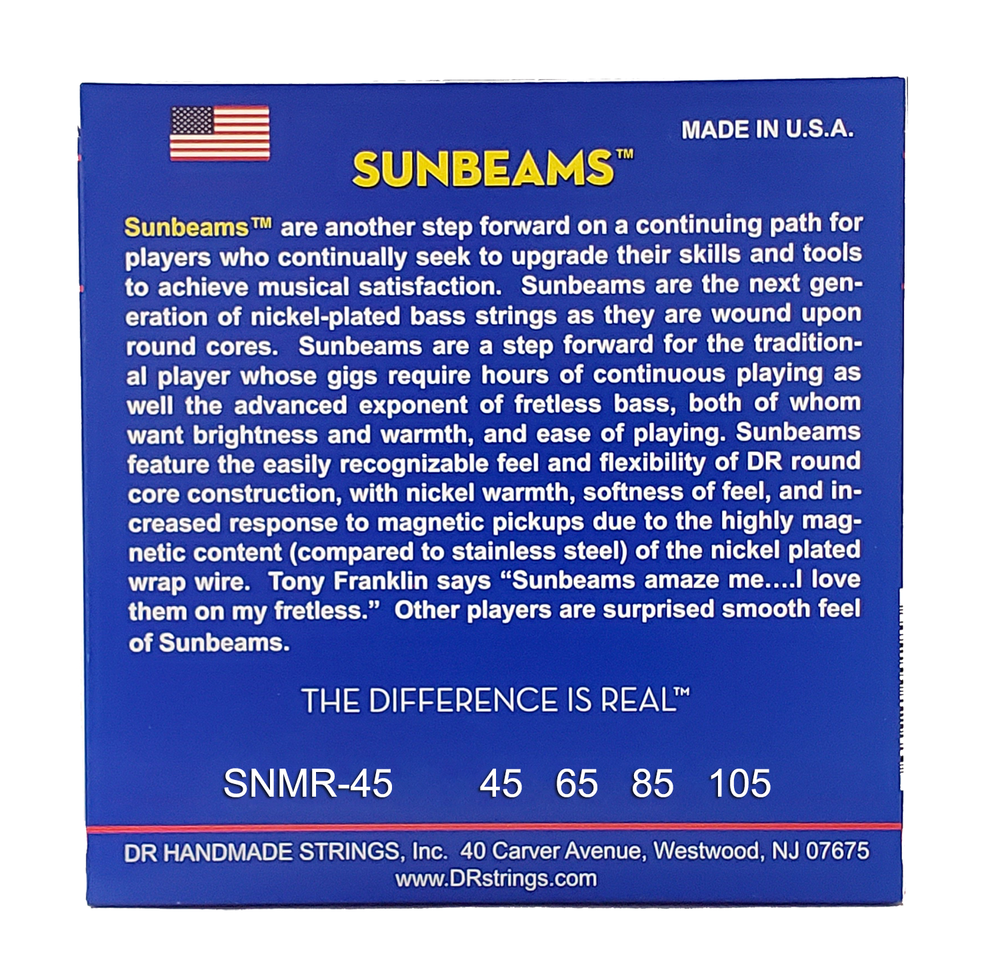 MADE IN U.S.A.
SUNBEAMS™
Sunbeams™ are another step forward on a continuing path for
players who continually seek to upgrade their skills and tools
to achieve musical satisfaction. Sunbeams are the next gen-
eration of nickel-plated bass strings as they are wound upon
round cores. Sunbeams are a step forward for the tradition-
al player whose gigs require hours of continuous playing as
well the advanced exponent of fretless bass, both of whom
want brightness and warmth, and ease of playing. Sunbeams
feature the easily recognizable feel and flexibility of DR round
core construction, with nickel warmth, softness of feel, and in-
creased response to magnetic pickups due to the highly mag-
netic content (compared to stainless steel) of the nickel plated
wrap wire. Tony Franklin says “Sunbeams amaze me....I love
them on my fretless.” Other players are surprised smooth feel
of Sunbeams.
THE DIFFERENCE IS REAL™
SNMR-45 45 65 85 105
DR HANDMADE STRINGS, Inc. 40 Carver Avenue, Westwood, NJ 07675
www.DRstrings.com